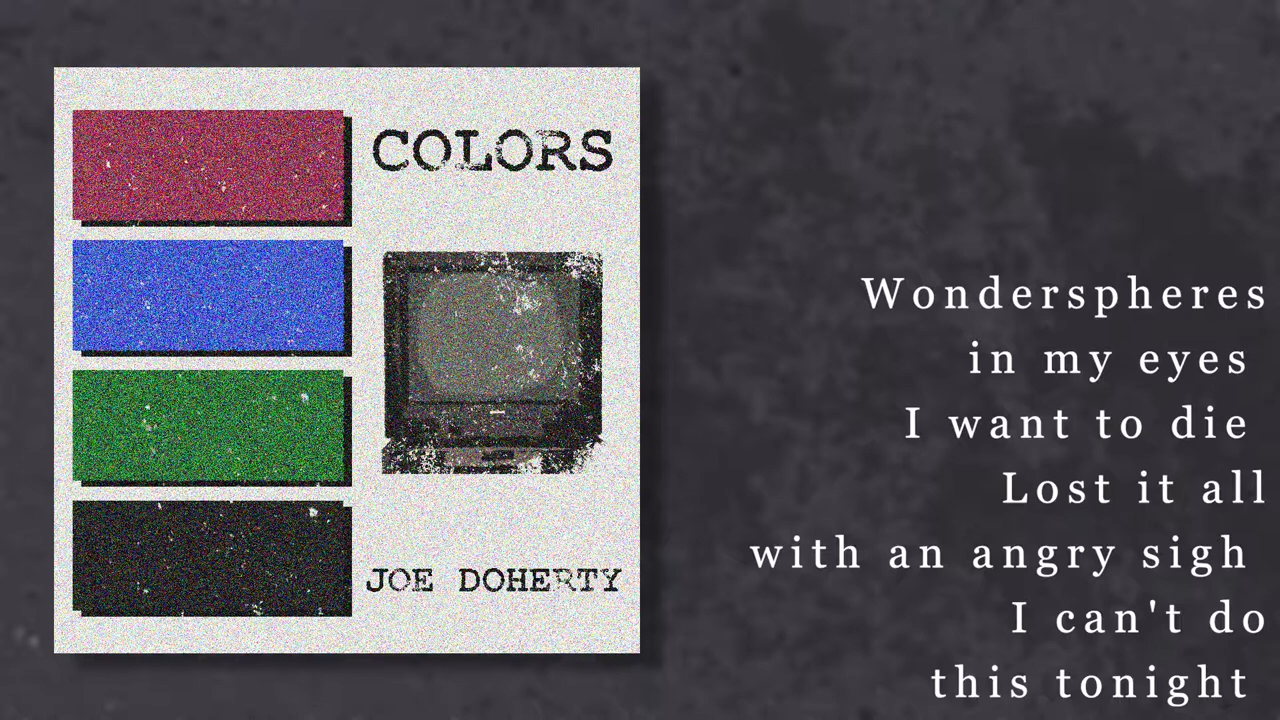 COLORS
JOE DOHERTY
Wonderspheres
in my eyes
I want to die
Lost it all
with an angry sigh
I can't do
this tonight